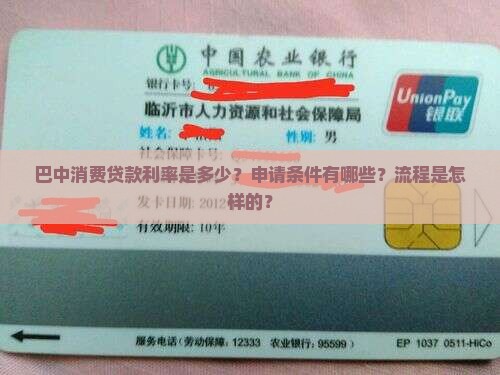 中国农业银行
AGRICULTURAL BANK OF CHINA
银行卡号:
UnionPay
银联
临沂市人力资源和社会保障局
姓名:
性别: 男
社会保障卡号:
巴中消费贷款利率是多少？申请条件有哪些？流程是怎
样的？
发卡日期: 2012
有效期限: 10年
服务电话(劳动保障: 12333 农业银行: 95599)
EP 1037 0511-HiCo